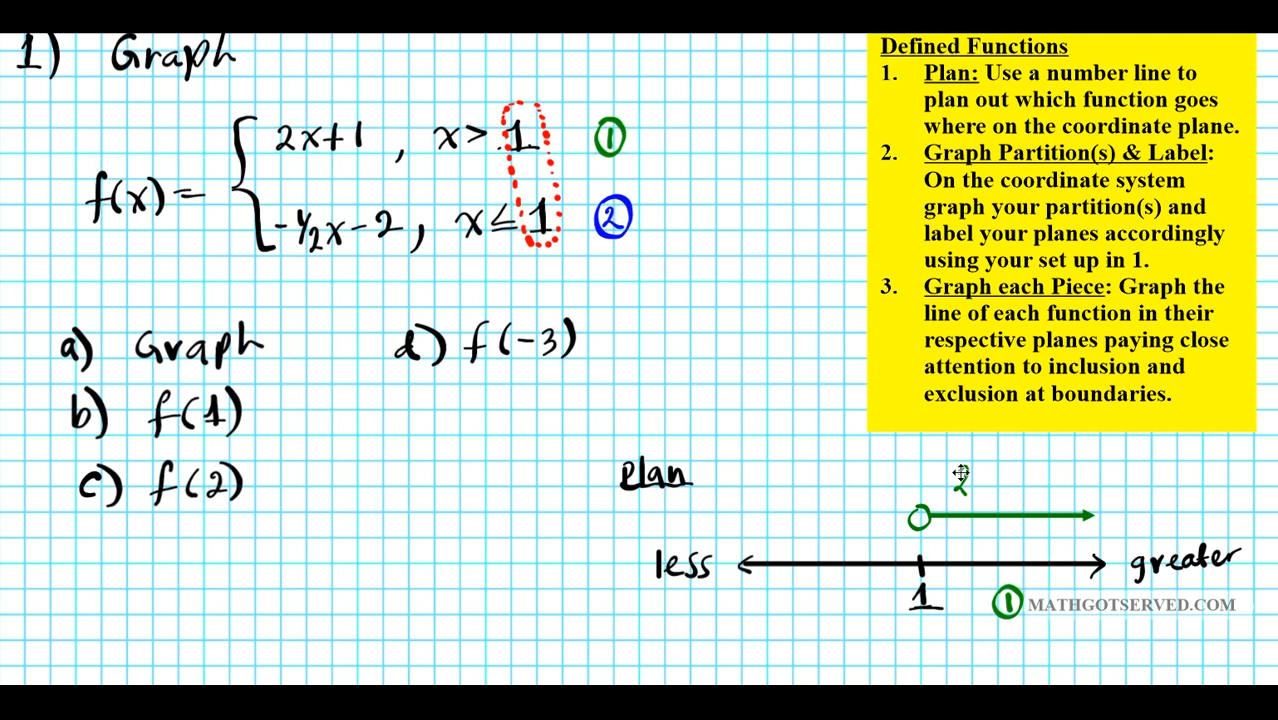 1) Graph
f(x) = { 2x+1 , x > 1 ①
-1/2x - 2 , x ≤ 1 ②
a) Graph d) f(-3)
b) f(1)
c) f(2)
Defined Functions
1. Plan: Use a number line to
plan out which function goes
where on the coordinate plane.
2. Graph Partition(s) & Label:
On the coordinate system
graph your partition(s) and
label your planes accordingly
using your set up in 1.
3. Graph each Piece: Graph the
line of each function in their
respective planes paying close
attention to inclusion and
exclusion at boundaries.
Plan
2
less greater
1
① MATHGOTSERVED.COM